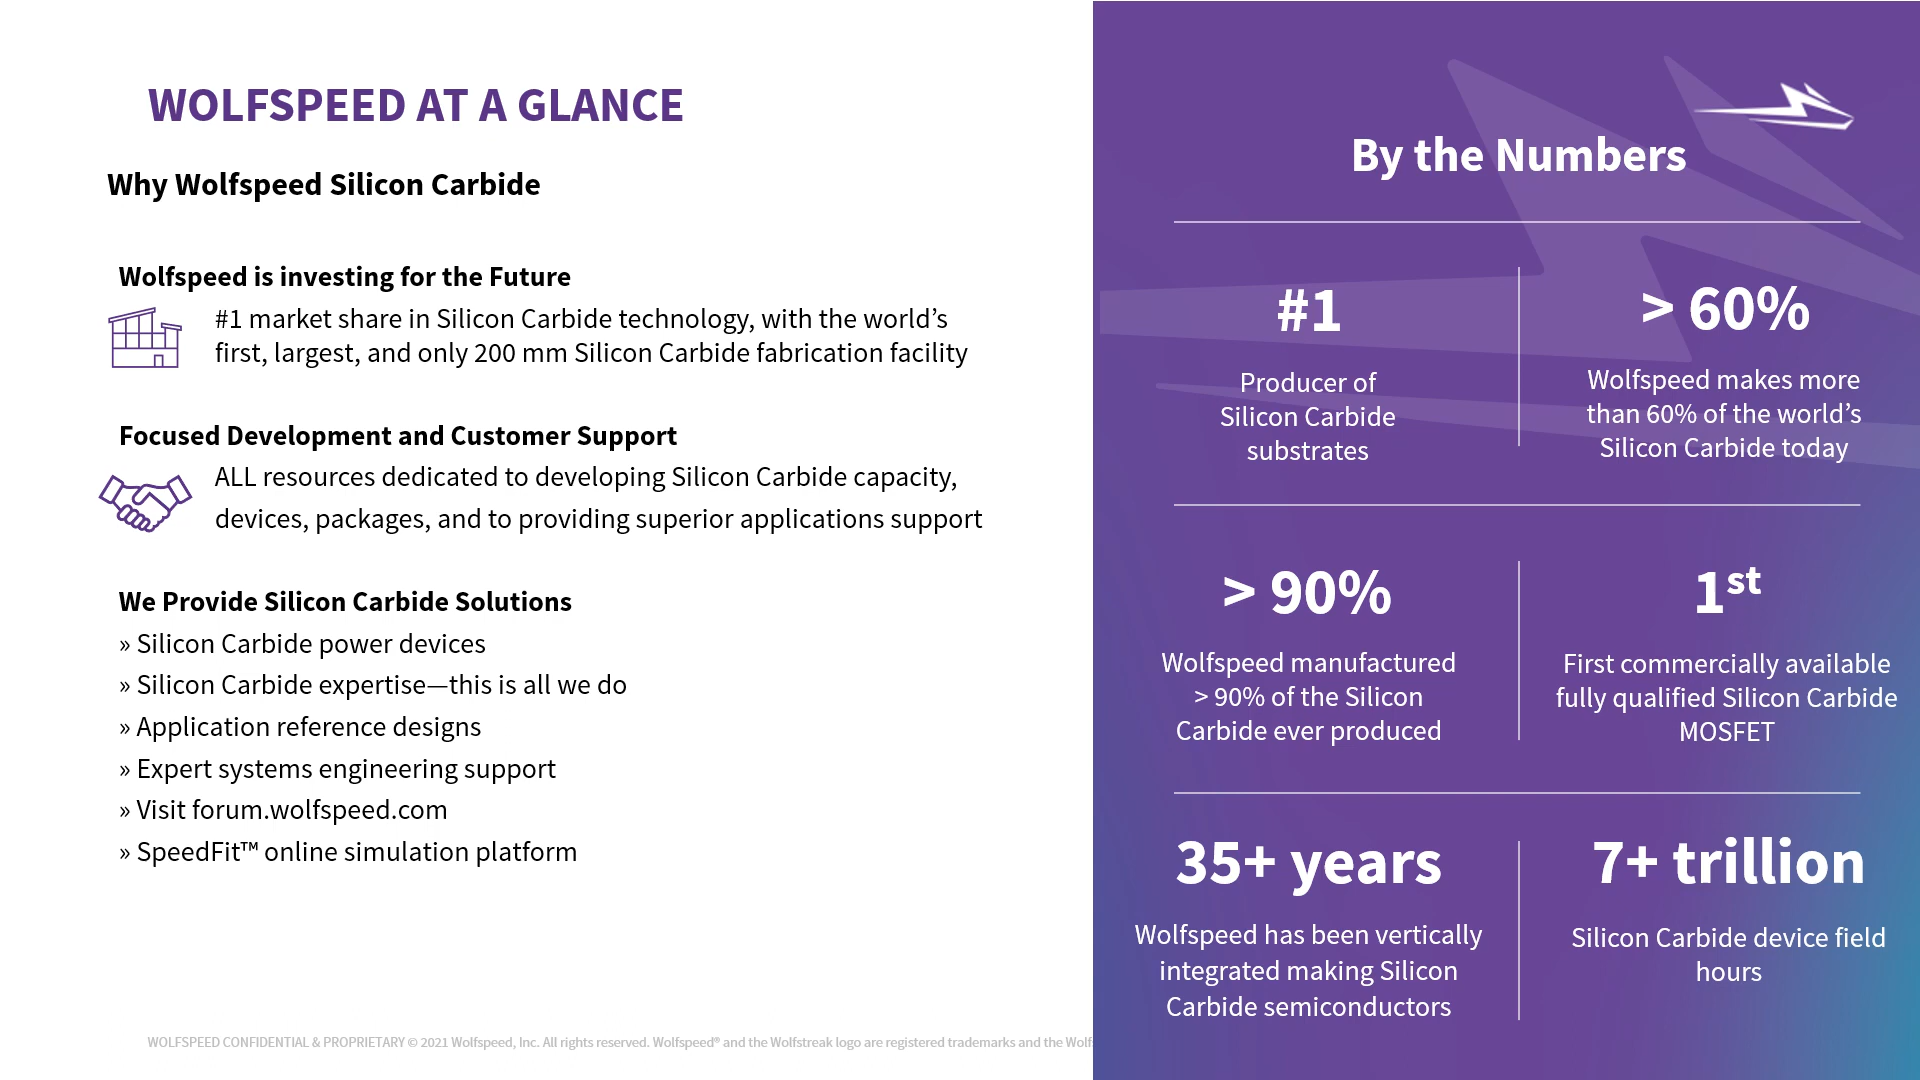 WOLFSPEED AT A GLANCE
Why Wolfspeed Silicon Carbide
Wolfspeed is investing for the Future
#1 market share in Silicon Carbide technology, with the world’s
first, largest, and only 200 mm Silicon Carbide fabrication facility
Focused Development and Customer Support
ALL resources dedicated to developing Silicon Carbide capacity,
devices, packages, and to providing superior applications support
We Provide Silicon Carbide Solutions
» Silicon Carbide power devices
» Silicon Carbide expertise—this is all we do
» Application reference designs
» Expert systems engineering support
» Visit forum.wolfspeed.com
» SpeedFit™ online simulation platform
WOLFSPEED CONFIDENTIAL & PROPRIETARY © 2021 Wolfspeed, Inc. All rights reserved. Wolfspeed® and the Wolfstreak logo are registered trademarks and the
By the Numbers
#1
Producer of
Silicon Carbide
substrates
> 60%
Wolfspeed makes more
than 60% of the world’s
Silicon Carbide today
> 90%
Wolfspeed manufactured
> 90% of the Silicon
Carbide ever produced
1st
First commercially available
fully qualified Silicon Carbide
MOSFET
35+ years
Wolfspeed has been vertically
integrated making Silicon
Carbide semiconductors
7+ trillion
Silicon Carbide device field
hours